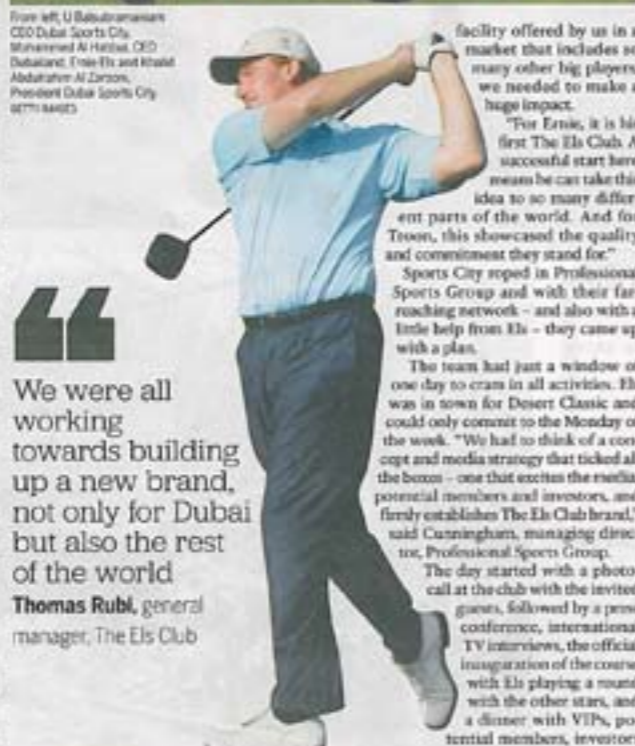 From left, U Balasubramaniam
CEO Dubai Sports City,
Mohammed Al Habbai, CEO
Dubailand, Ernie Els and Khalid
Abdulrahim Al Zarooni,
President Dubai Sports City
GETTY IMAGES
We were all
working
towards building
up a new brand,
not only for Dubai
but also the rest
of the world
Thomas Rubi, general
manager, The Els Club
facility offered by us in a
market that includes so
many other big players
we needed to make a
huge impact.
"For Ernie, it is his
first The Els Club. A
successful start here
means he can take this
idea to so many differ-
ent parts of the world. And for
Troon, this showcased the quality
and commitment they stand for."
Sports City roped in Professiona
Sports Group and with their far
reaching network – and also with a
little help from Els – they came up
with a plan.
The team had just a window o
one day to cram in all activities. El
was in town for Desert Classic and
could only commit to the Monday o
the week. "We had to think of a con
cept and media strategy that ticked al
the boxes – one that excites the media
potential members and investors, and
firmly establishes The Els Club brand,"
said Cunningham, managing direc
tor, Professional Sports Group.
The day started with a photo
call at the club with the invited
guests, followed by a press
conference, internationa
TV interviews, the official
inauguration of the course
with Els playing a round
with the other stars, and
a dinner with VIPs, po
tential members, investor